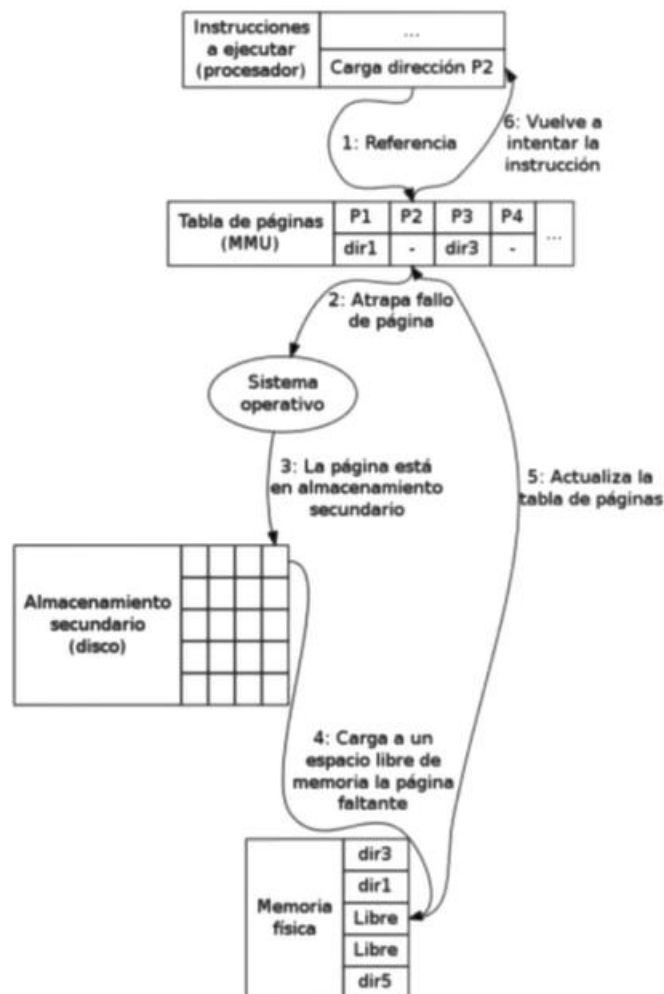 Instrucciones
a ejecutar
(procesador)
...
Carga dirección P2
1: Referencia
6: Vuelve a
intentar la
instrucción
Tabla de páginas
(MMU)
P1 P2 P3 P4 ...
dir1 - dir3 -
2: Atrapa fallo
de página
Sistema
operativo
3: La página está
en almacenamiento
secundario
5: Actualiza la
tabla de páginas
Almacenamiento
secundario
(disco)
4: Carga a un
espacio libre de
memoria la página
faltante
Memoria
física
dir3
dir1
Libre
Libre
dir5